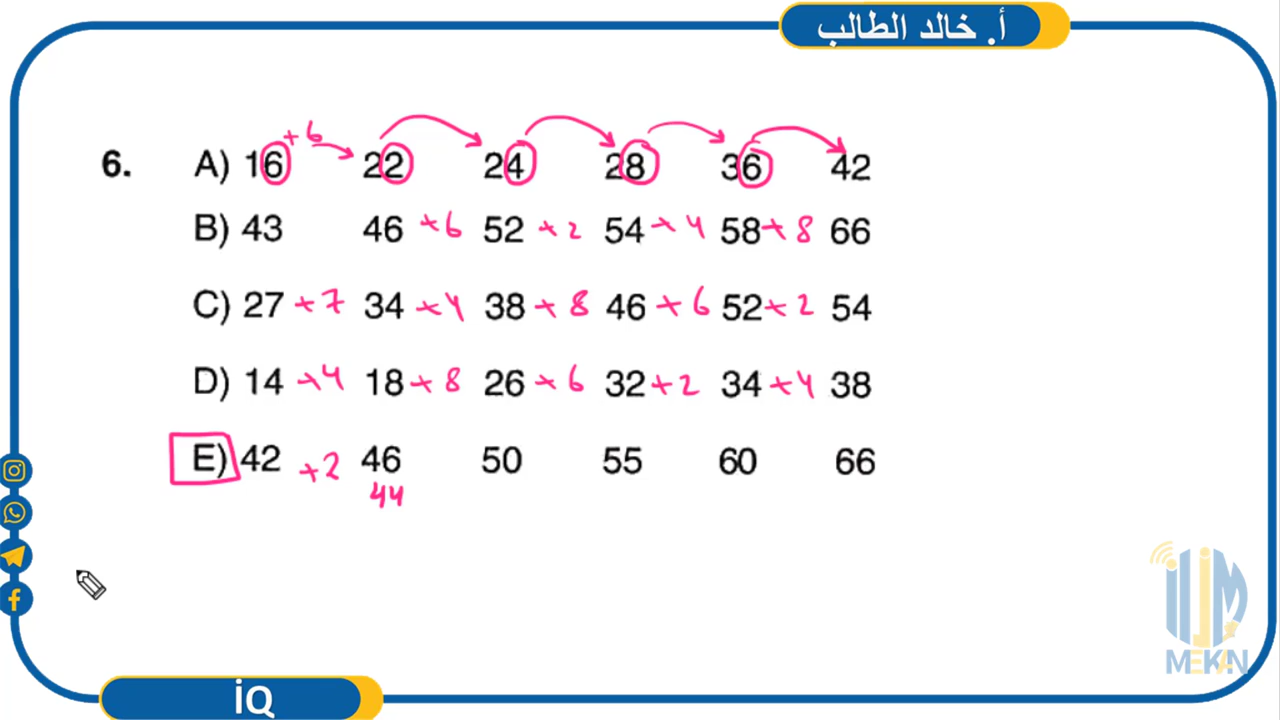 أ. خالد الطالب
+6
6. A) 16 22 24 28 36 42
B) 43 46 +6 52 +2 54 +4 58 +8 66
C) 27 +7 34 +4 38 +8 46 +6 52 +2 54
D) 14 +4 18 +8 26 +6 32 +2 34 +4 38
E) 42 +2 46 50 55 60 66
44
MEKAN
İQ